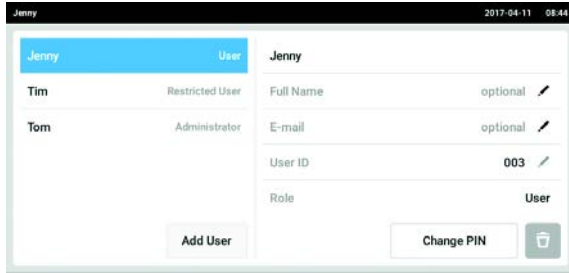 Jenny 2017-04-11 08:44
Jenny User
Tim Restricted User
Tom Administrator
Add User
Jenny
Full Name optional
E-mail optional
User ID 003
Role User
Change PIN